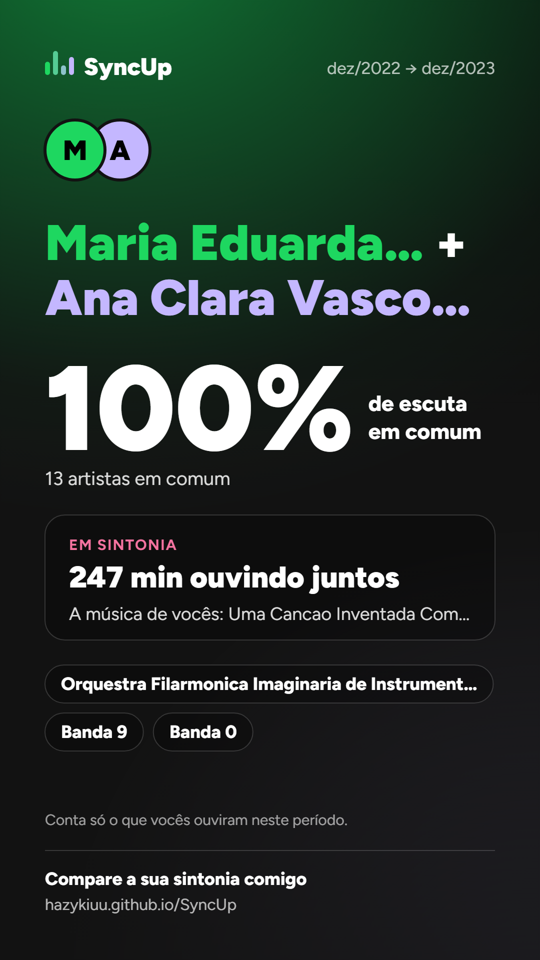 SyncUp
dez/2022 → dez/2023
M A
Maria Eduarda... +
Ana Clara Vasco...
100%
de escuta
em comum
13 artistas em comum
EM SINTONIA
247 min ouvindo juntos
A música de vocês: Uma Cancao Inventada Com...
Orquestra Filarmonica Imaginaria de Instrument...
Banda 9
Banda 0
Conta só o que vocês ouviram neste período.
Compare a sua sintonia comigo
hazykiuu.github.io/SyncUp